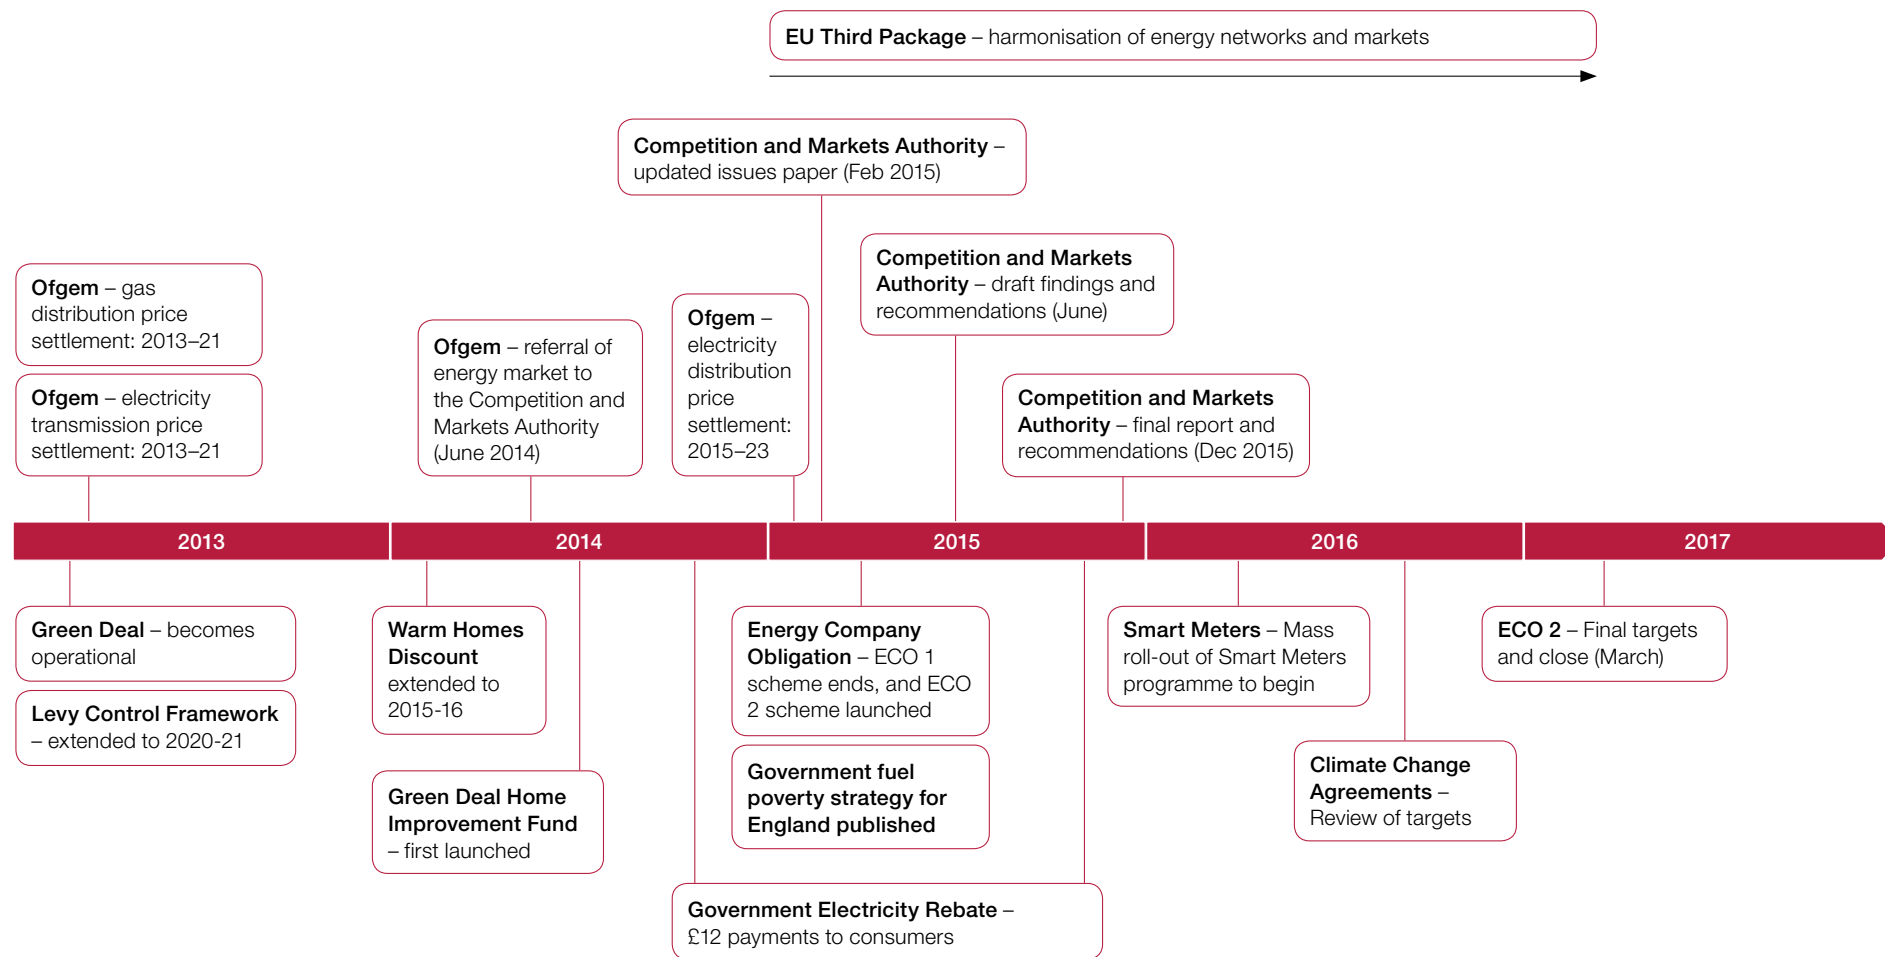 EU Third Package – harmonisation of energy networks and markets
Competition and Markets Authority –
updated issues paper (Feb 2015)
Competition and Markets
Authority – draft findings and
recommendations (June)
Ofgem – gas
distribution price
settlement: 2013–21
Ofgem – electricity
transmission price
settlement: 2013–21
Ofgem – referral of
energy market to
the Competition and
Markets Authority
(June 2014)
Ofgem –
electricity
distribution
price
settlement:
2015–23
Competition and Markets
Authority – final report and
recommendations (Dec 2015)
2013
2014
2015
2016
2017
Green Deal – becomes
operational
Levy Control Framework
– extended to 2020-21
Warm Homes
Discount
extended to
2015-16
Green Deal Home
Improvement Fund
– first launched
Energy Company
Obligation – ECO 1
scheme ends, and ECO
2 scheme launched
Government fuel
poverty strategy for
England published
Government Electricity Rebate –
£12 payments to consumers
Smart Meters – Mass
roll-out of Smart Meters
programme to begin
Climate Change
Agreements –
Review of targets
ECO 2 – Final targets
and close (March)